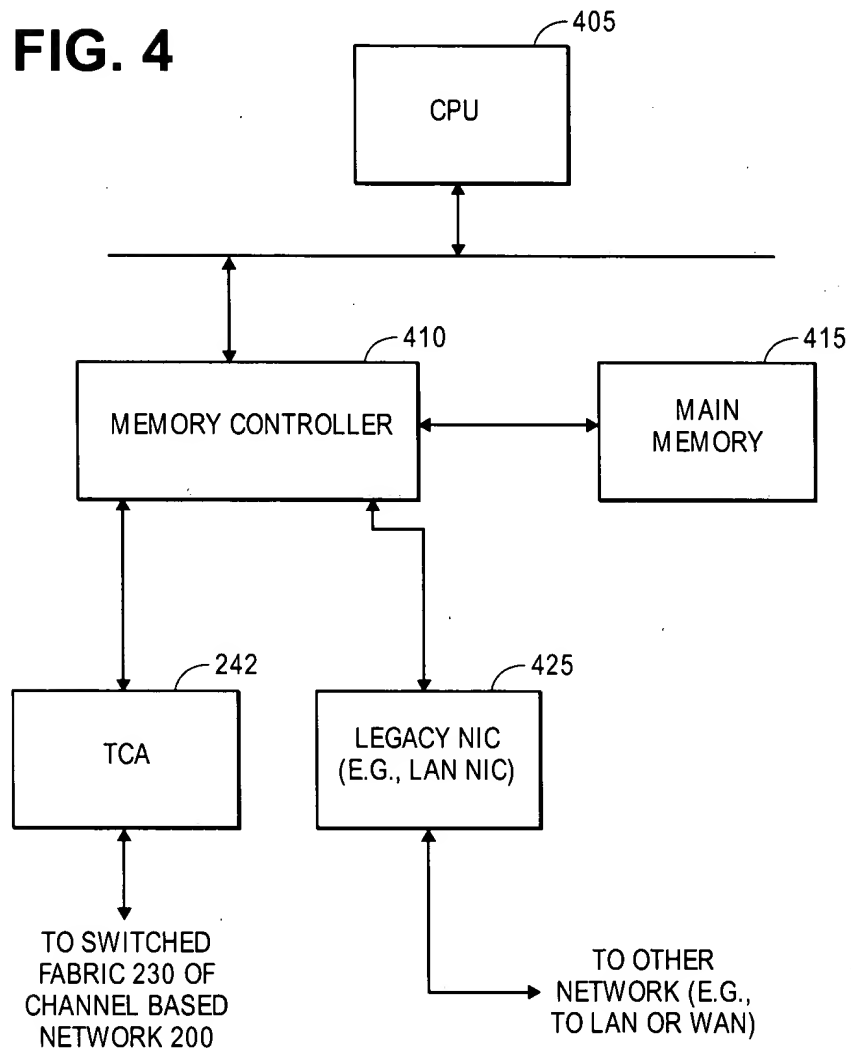 FIG. 4
405
CPU
410
MEMORY CONTROLLER
415
MAIN
MEMORY
242
TCA
425
LEGACY NIC
(E.G., LAN NIC)
TO SWITCHED
FABRIC 230 OF
CHANNEL BASED
NETWORK 200
TO OTHER
NETWORK (E.G.,
TO LAN OR WAN)